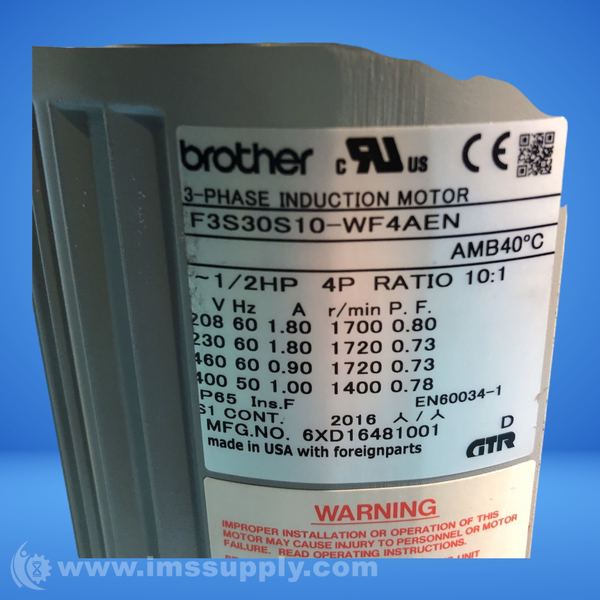 brother c UL US CE
3-PHASE INDUCTION MOTOR
F3S30S10-WF4AEN
AMB40°C
~1/2HP 4P RATIO 10:1
V Hz A r/min P. F.
208 60 1.80 1700 0.80
230 60 1.80 1720 0.73
460 60 0.90 1720 0.73
400 50 1.00 1400 0.78
IP65 Ins.F EN60034-1
S1 CONT. 2016 人/人 D
MFG.NO. 6XD16481001
made in USA with foreignparts GTR
WARNING
IMPROPER INSTALLATION OR OPERATION OF THIS
MOTOR MAY CAUSE INJURY TO PERSONNEL OR MOTOR
FAILURE. READ OPERATING INSTRUCTIONS.
UNIT
www.imssupply.com/